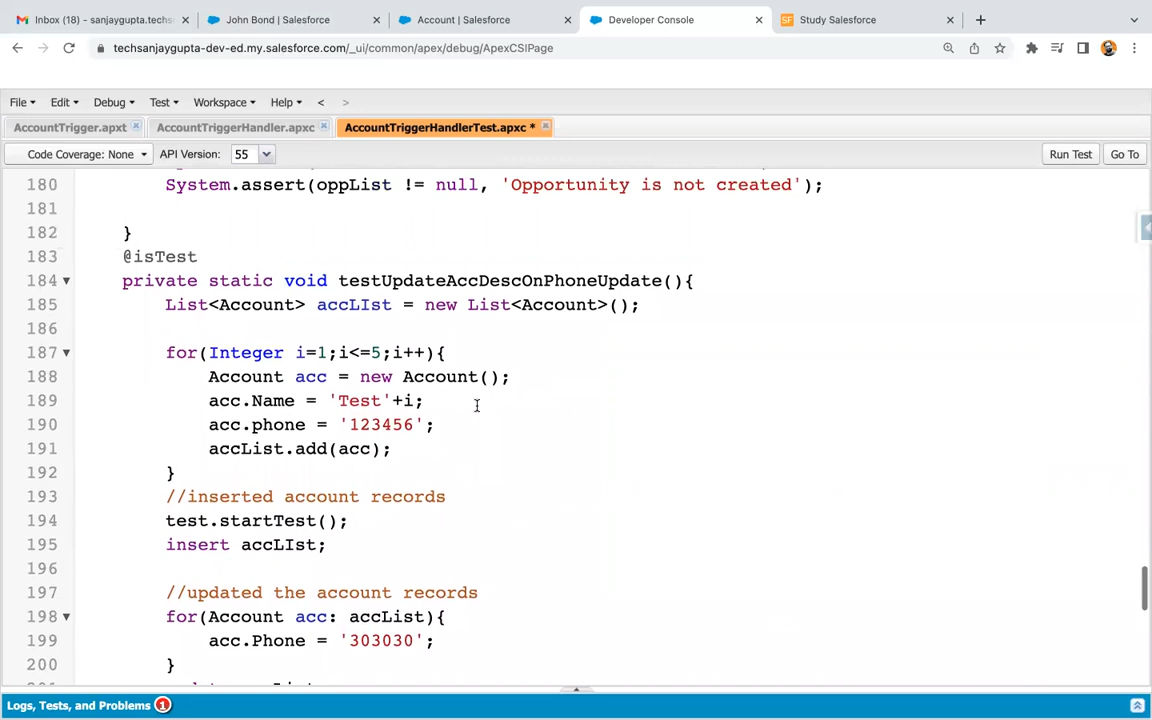 Inbox (18) - sanjaygupta.techs
John Bond | Salesforce
Account | Salesforce
Developer Console
Study Salesforce
techsanjaygupta-dev-ed.my.salesforce.com/_ui/common/apex/debug/ApexCSIPage
File Edit Debug Test Workspace Help < >
AccountTrigger.apxt
AccountTriggerHandler.apxc
AccountTriggerHandlerTest.apxc *
Code Coverage: None API Version: 55 Run Test Go To
180 System.assert(oppList != null, 'Opportunity is not created');
181
182 }
183 @isTest
184 private static void testUpdateAccDescOnPhoneUpdate(){
185 List<Account> accLIst = new List<Account>();
186
187 for(Integer i=1;i<=5;i++){
188 Account acc = new Account();
189 acc.Name = 'Test'+i;
190 acc.phone = '123456';
191 accList.add(acc);
192 }
193 //inserted account records
194 test.startTest();
195 insert accLIst;
196
197 //updated the account records
198 for(Account acc: accList){
199 acc.Phone = '303030';
200 }
Logs, Tests, and Problems 1